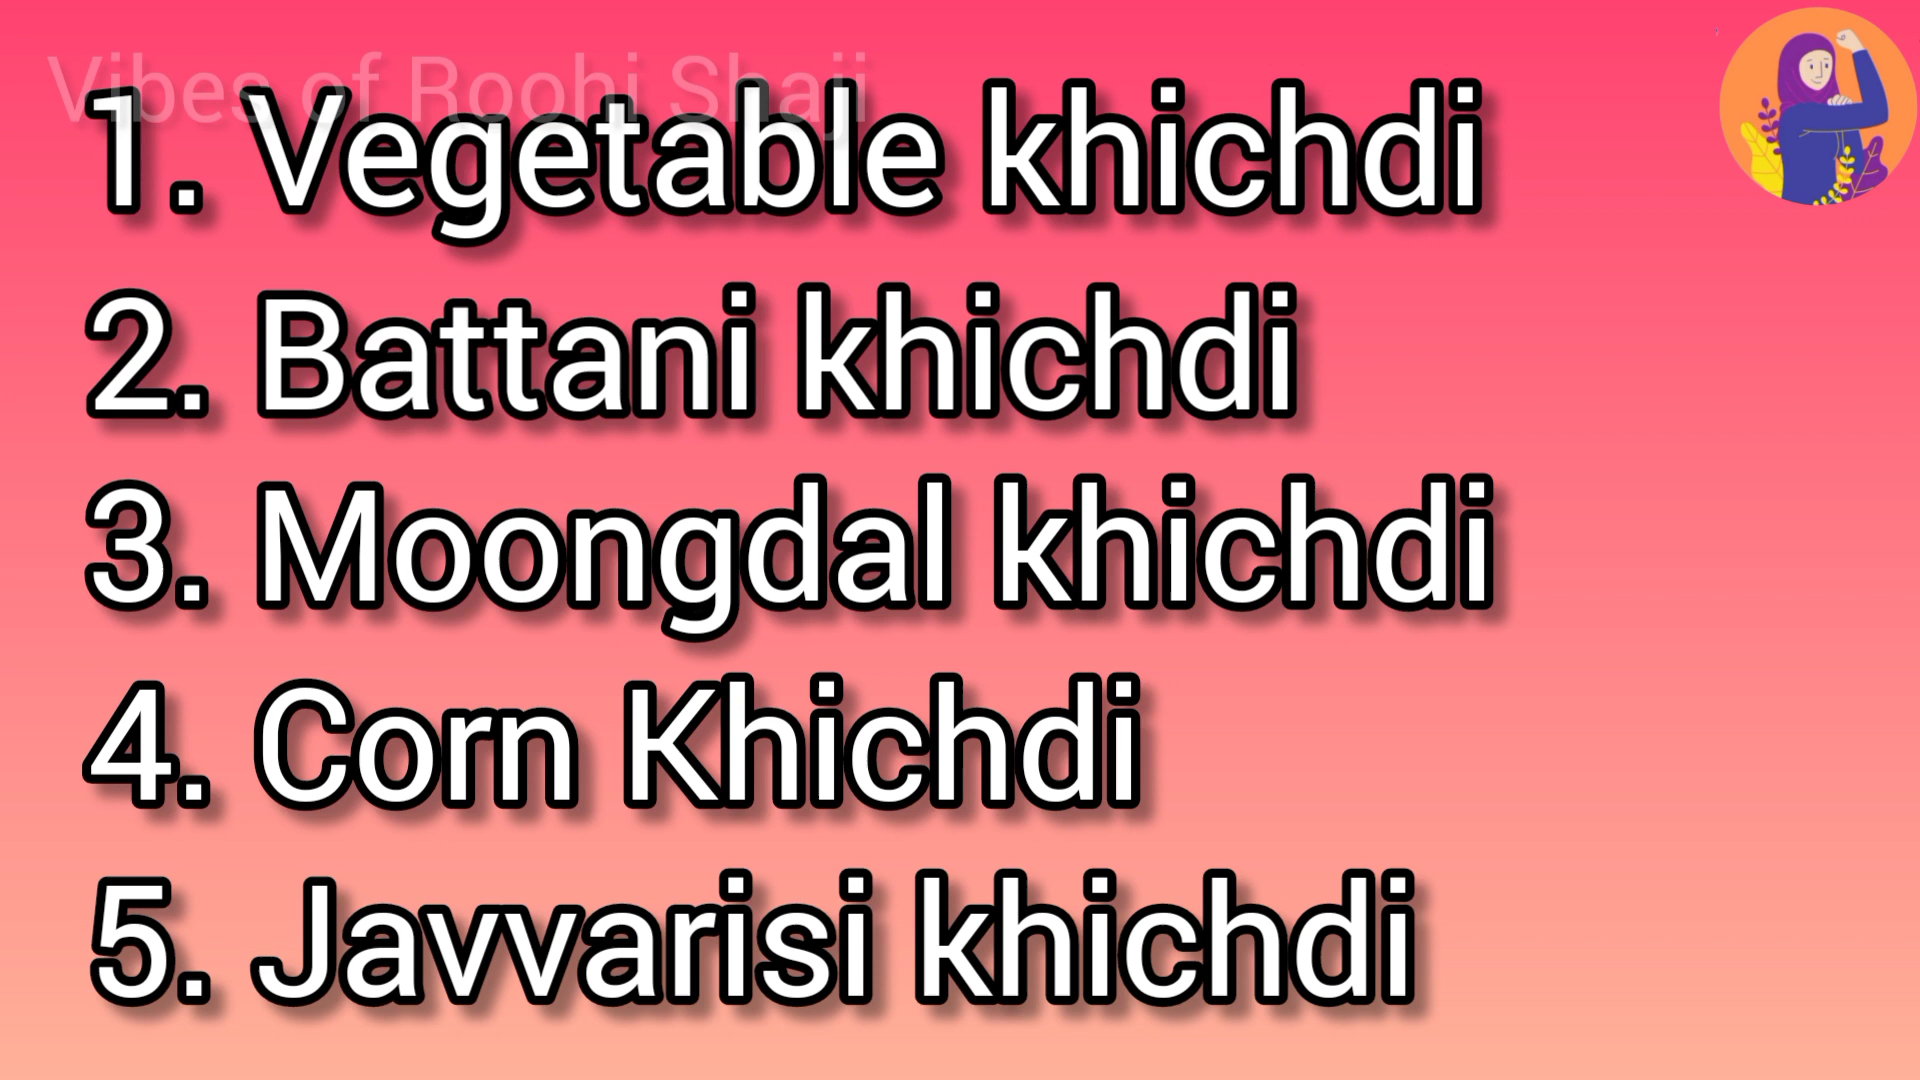 Vibes of Roohi Shaji
1. Vegetable khichdi
2. Battani khichdi
3. Moongdal khichdi
4. Corn Khichdi
5. Javvarisi khichdi